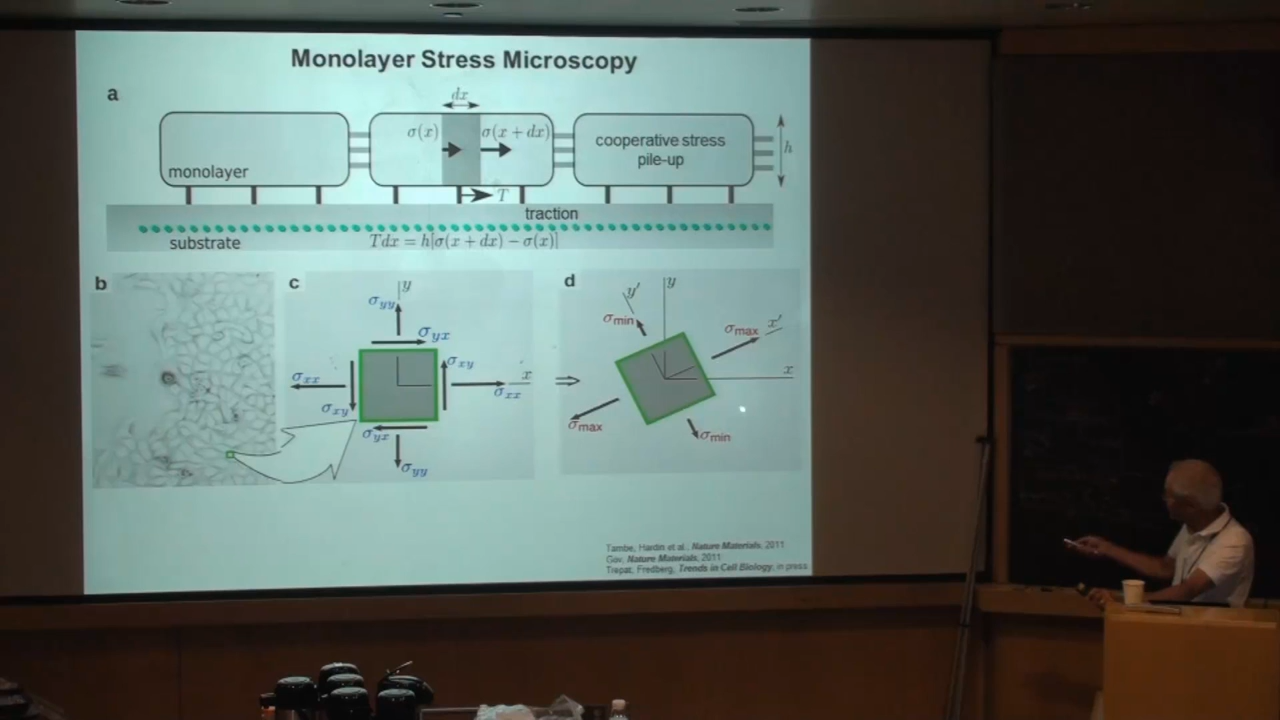 Monolayer Stress Microscopy
a
dx
σ(x)
σ(x + dx)
cooperative stress
pile-up
h
monolayer
T
traction
substrate
Tdx = h[σ(x + dx) − σ(x)]
b
c
y
σyy
σyx
σxx
σxy
x
σxx
σxy
σyx
σyy
⇒
d
y'
y
σmin
σmax
x'
x
σmax
σmin
Tambe, Hardin et al., Nature Materials, 2011
Gov, Nature Materials, 2011
Trepat, Fredberg, Trends in Cell Biology, in press